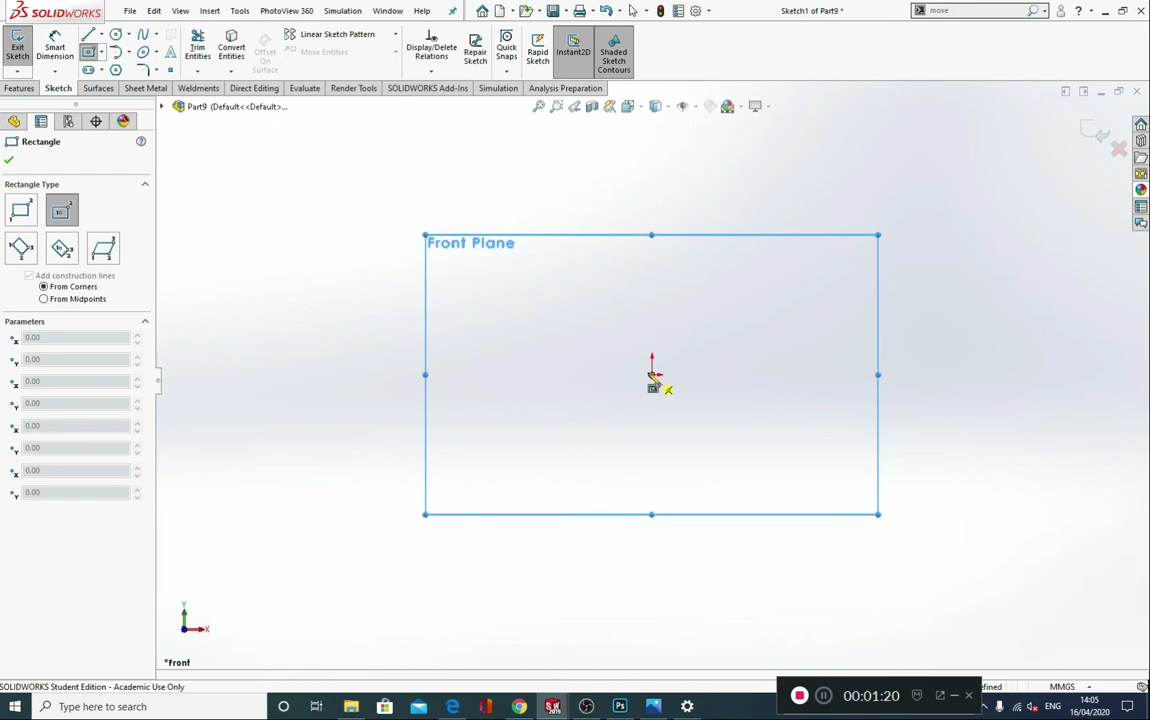 SOLIDWORKS File Edit View Insert Tools PhotoView 360 Simulation Window Help Sketch1 of Part9 * move
Exit Sketch
Smart Dimension
Trim Entities
Convert Entities
Offset On Surface
Linear Sketch Pattern
Move Entities
Display/Delete Relations
Repair Sketch
Quick Snaps
Rapid Sketch
Instant2D
Shaded Sketch Contours
Features Sketch Surfaces Sheet Metal Weldments Direct Editing Evaluate Render Tools SOLIDWORKS Add-Ins Simulation Analysis Preparation
Part9 (Default<<Default>...
Rectangle
Rectangle Type
Add construction lines
From Corners
From Midpoints
Parameters
0.00
0.00
0.00
0.00
0.00
0.00
0.00
0.00
Front Plane
Y
X
*Front
SOLIDWORKS Student Edition - Academic Use Only
MMGS
00:01:20
Type here to search
ENG
14:05
16/04/2020